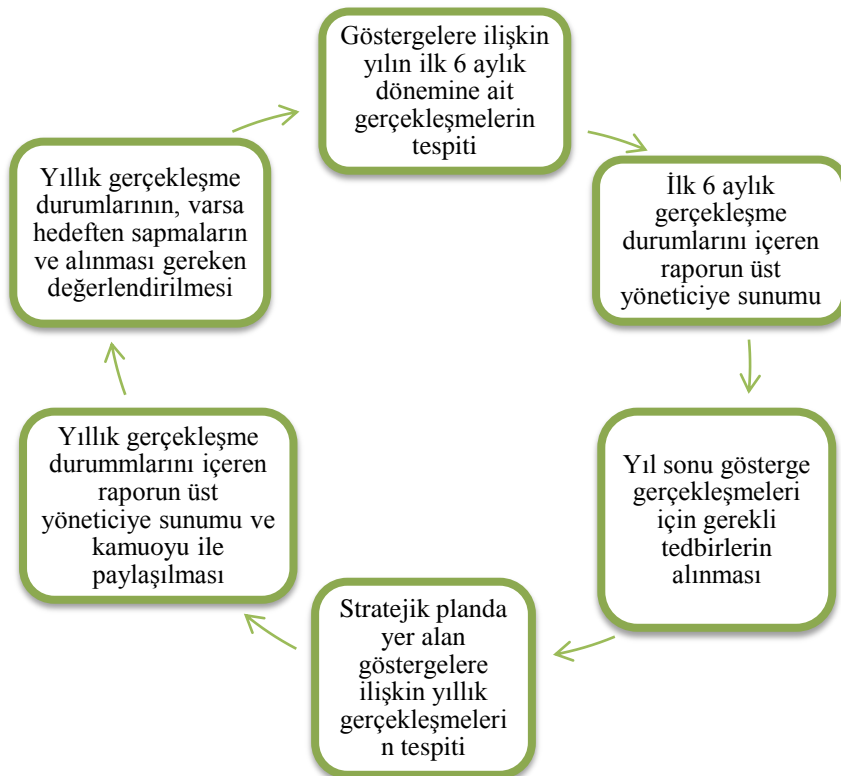 Göstergelere ilişkin
yılın ilk 6 aylık
dönemine ait
gerçekleşmelerin
tespiti
İlk 6 aylık
gerçekleşme
durumlarını içeren
raporun üst
yöneticiye sunumu
Yıl sonu gösterge
gerçekleşmeleri
için gerekli
tedbirlerin
alınması
Stratejik planda
yer alan
göstergelere
ilişkin yıllık
gerçekleşmeleri
n tespiti
Yıllık gerçekleşme
durummlarını içeren
raporun üst
yöneticiye sunumu ve
kamuoyu ile
paylaşılması
Yıllık gerçekleşme
durumlarının, varsa
hedeften sapmaların
ve alınması gereken
değerlendirilmesi